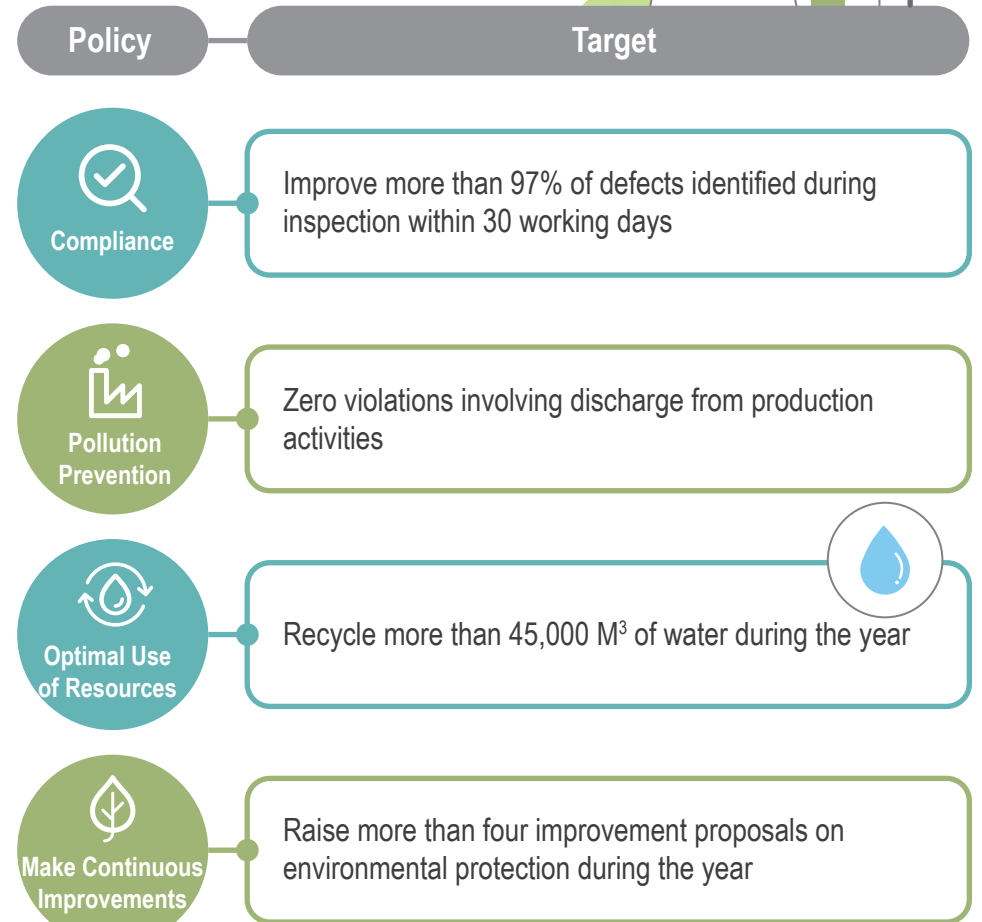 Policy
Target
Compliance
Improve more than 97% of defects identified during
inspection within 30 working days
Pollution
Prevention
Zero violations involving discharge from production
activities
Optimal Use
of Resources
Recycle more than 45,000 M³ of water during the year
Make Continuous
Improvements
Raise more than four improvement proposals on
environmental protection during the year